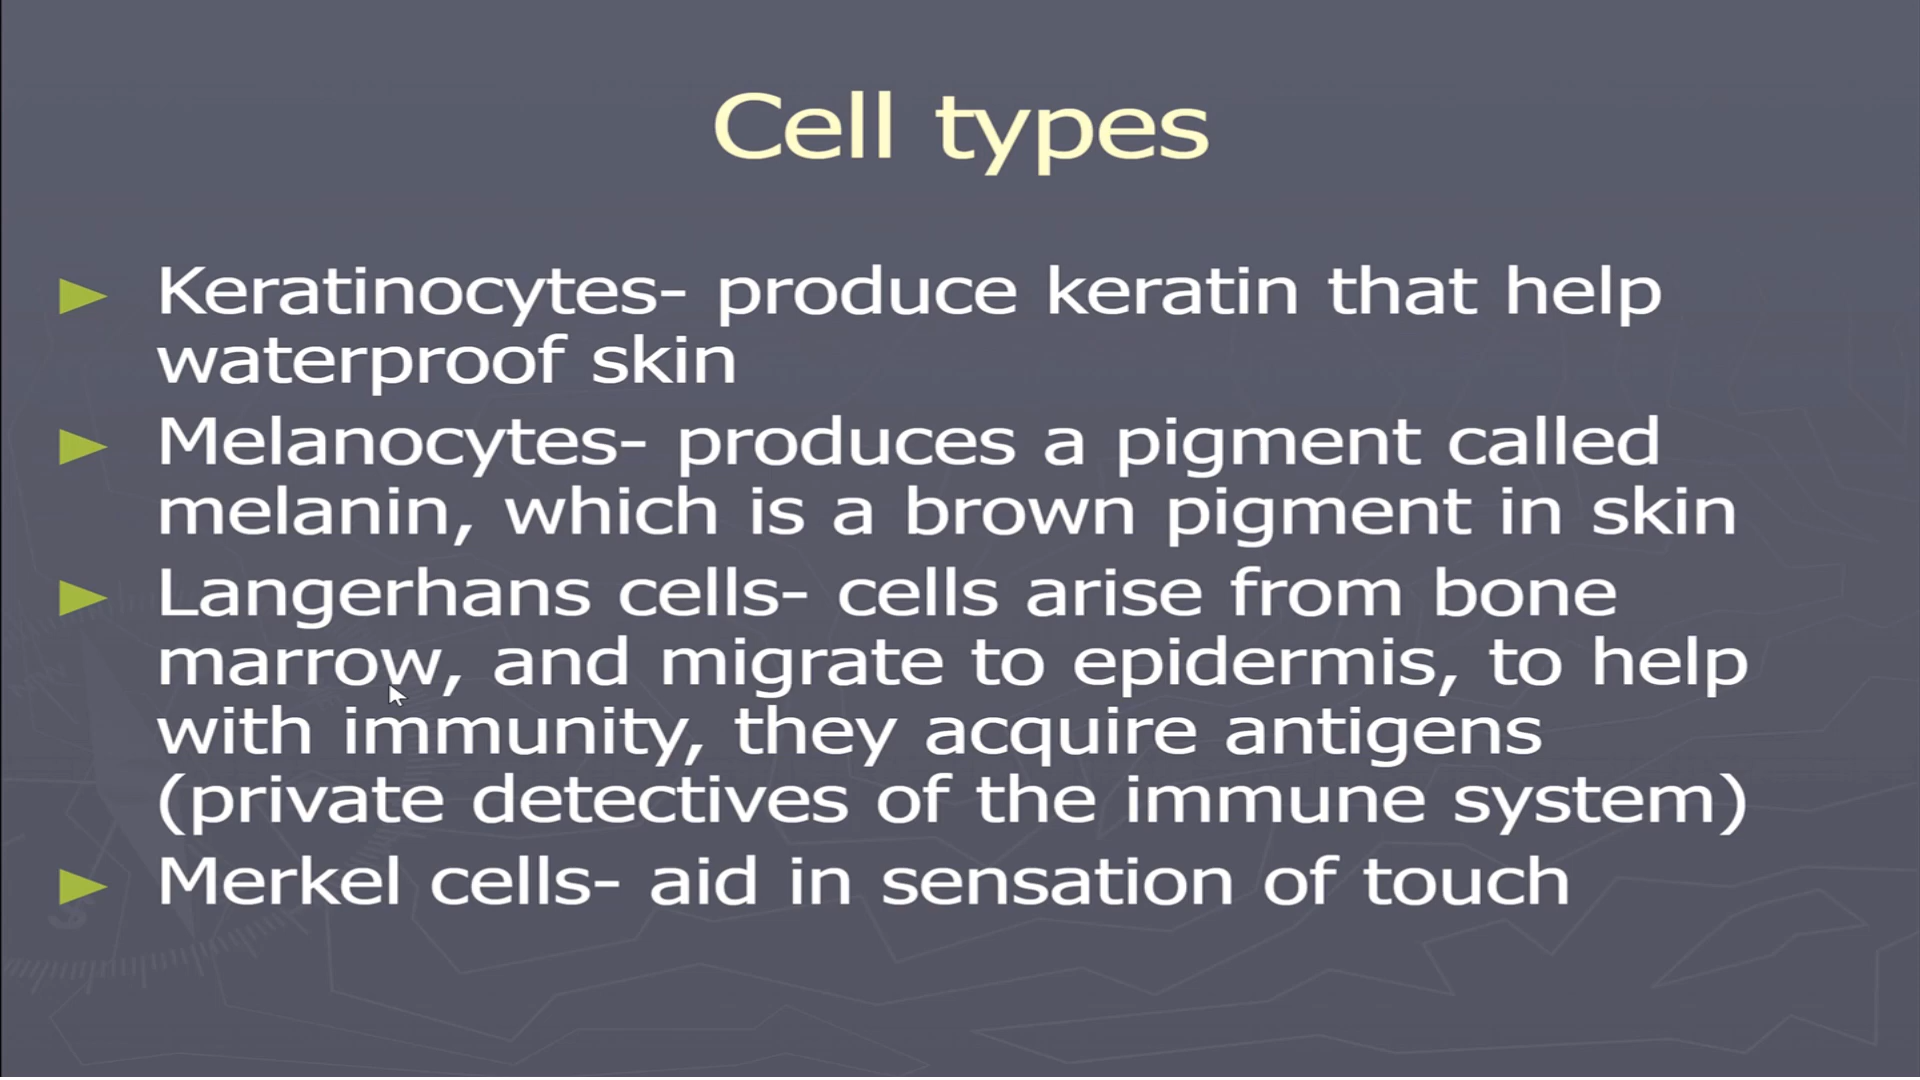 Cell types
Keratinocytes- produce keratin that help
waterproof skin
Melanocytes- produces a pigment called
melanin, which is a brown pigment in skin
Langerhans cells- cells arise from bone
marrow, and migrate to epidermis, to help
with immunity, they acquire antigens
(private detectives of the immune system)
Merkel cells- aid in sensation of touch